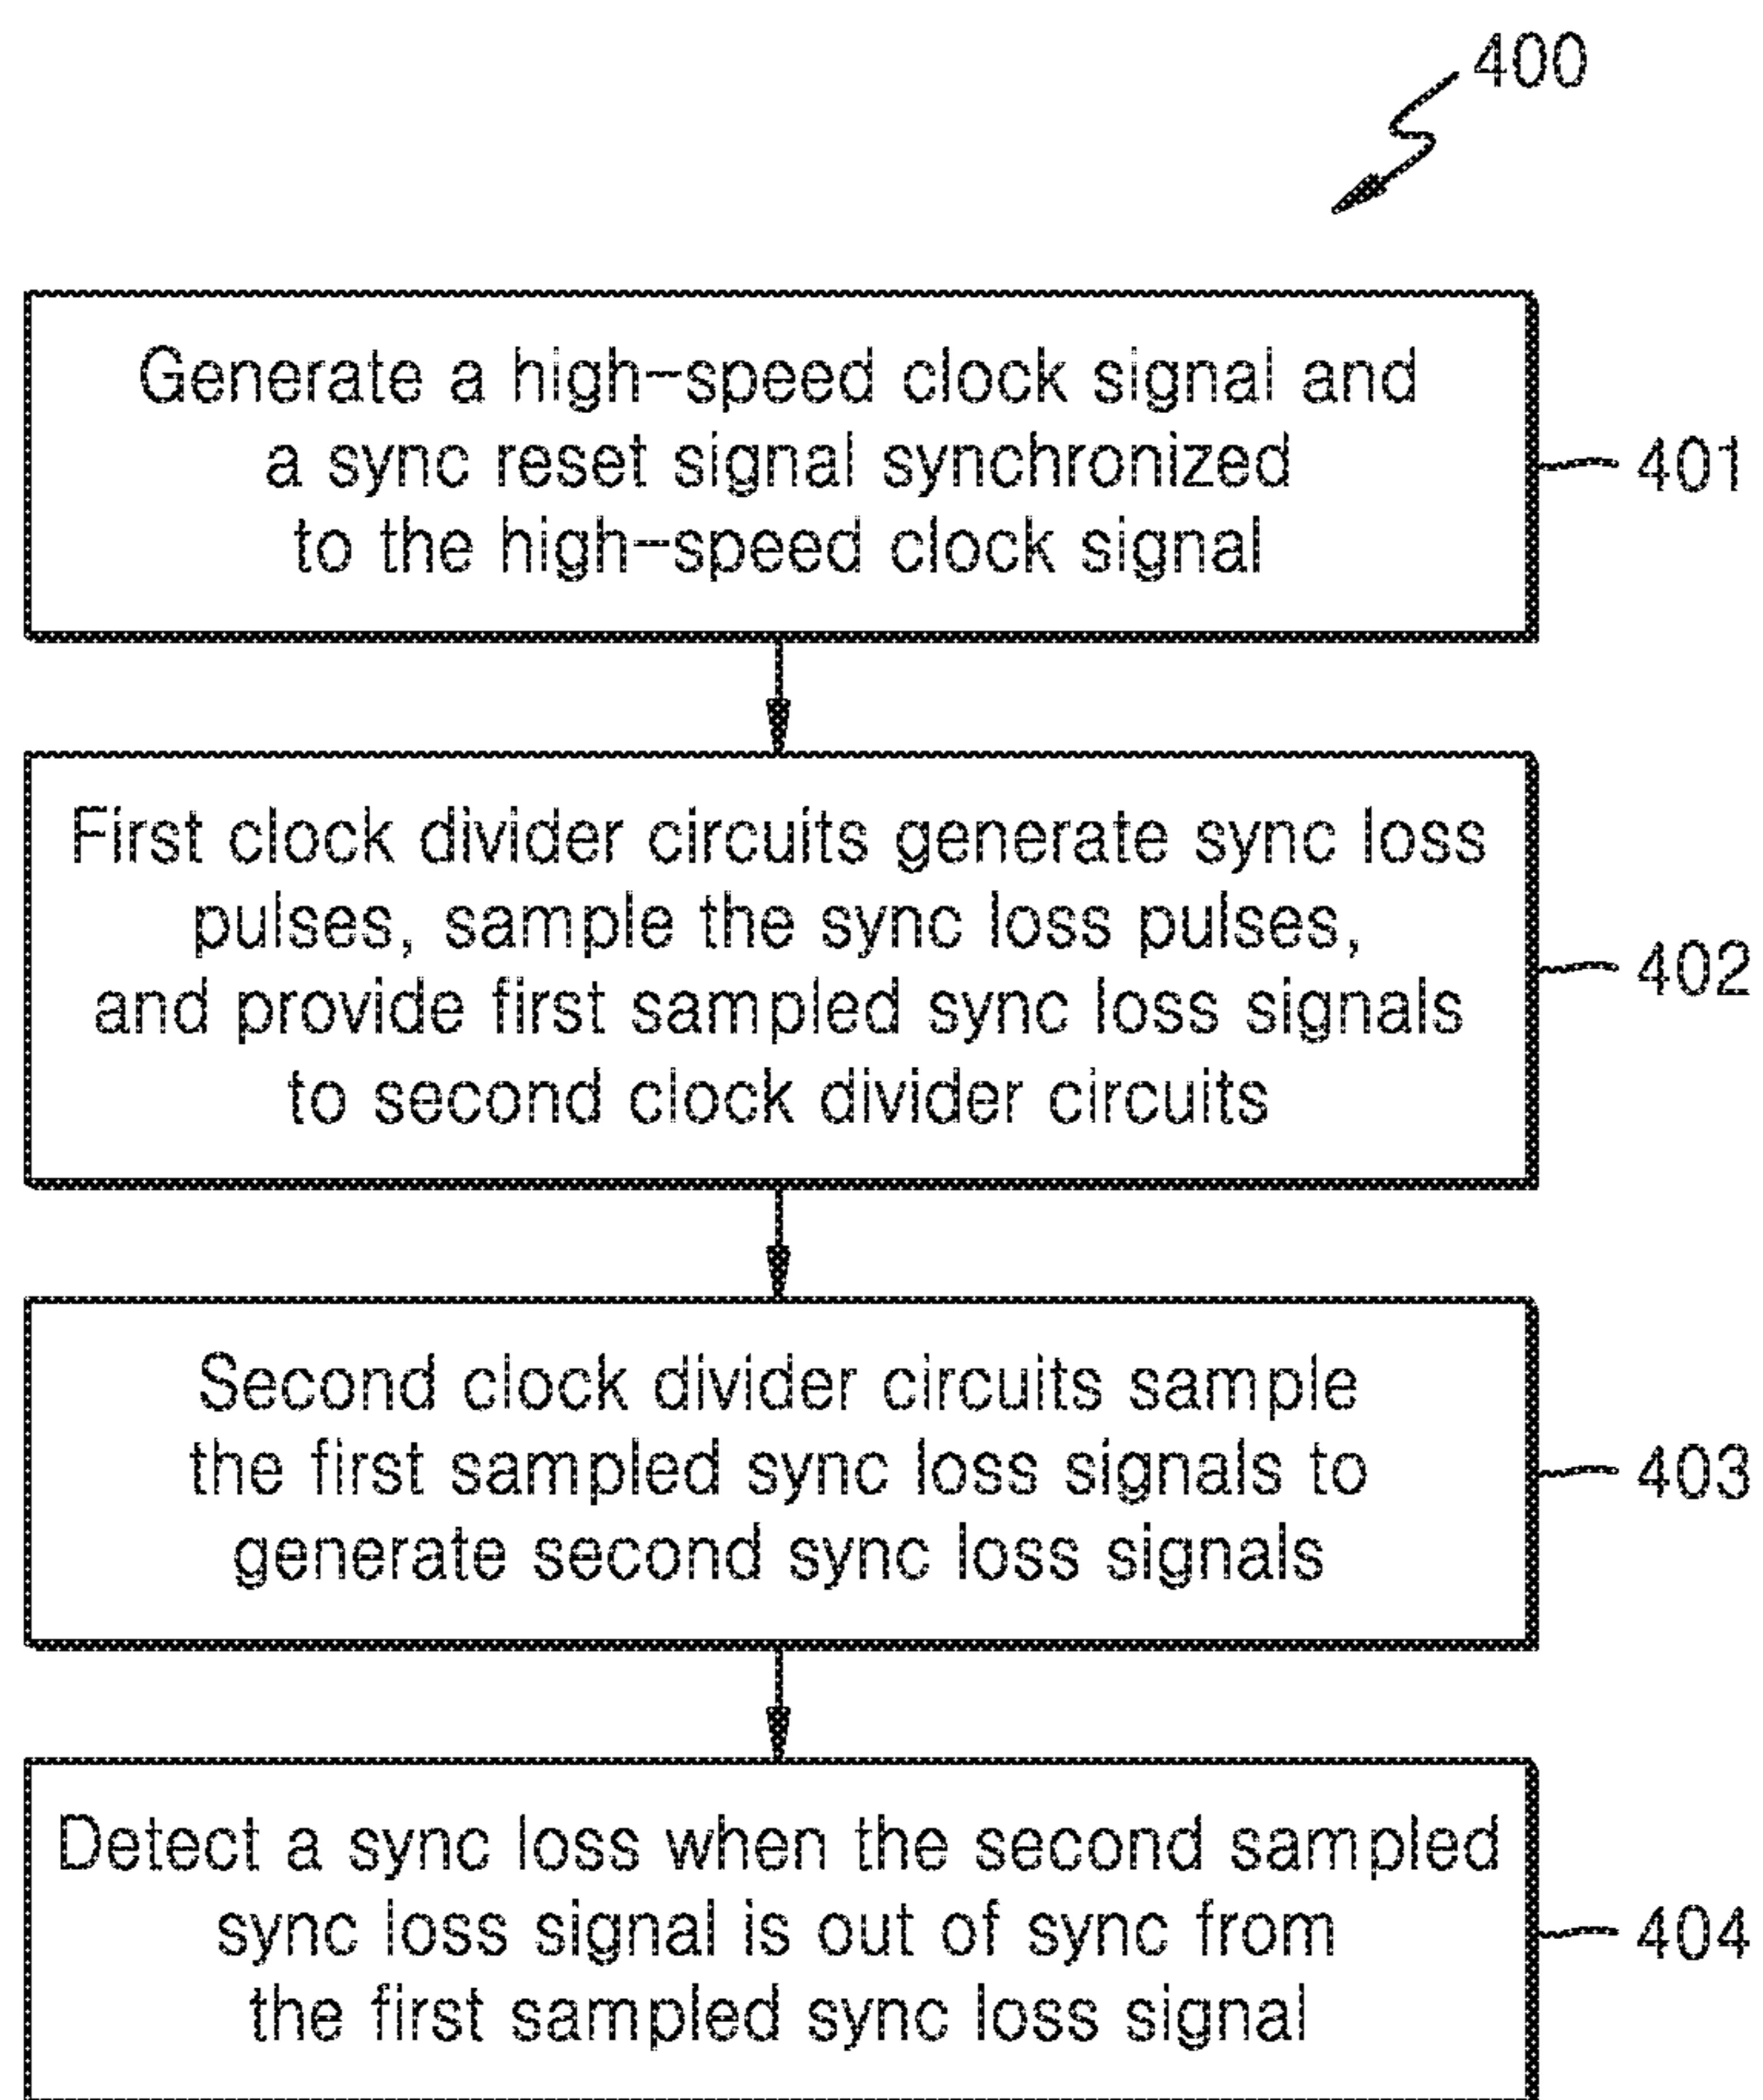 400
Generate a high-speed clock signal and
a sync reset signal synchronized
to the high-speed clock signal
401
First clock divider circuits generate sync loss
pulses, sample the sync loss pulses,
and provide first sampled sync loss signals
to second clock divider circuits
402
Second clock divider circuits sample
the first sampled sync loss signals to
generate second sync loss signals
403
Detect a sync loss when the second sampled
sync loss signal is out of sync from
the first sampled sync loss signal
404